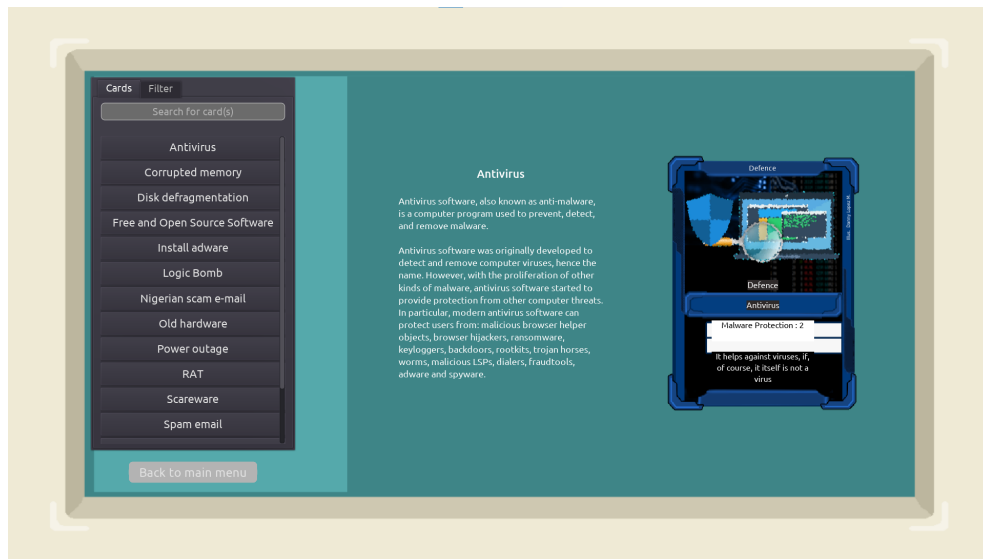 Cards Filter
Search for card(s)
Antivirus
Corrupted memory
Disk defragmentation
Free and Open Source Software
Install adware
Logic Bomb
Nigerian scam e-mail
Old hardware
Power outage
RAT
Scareware
Spam email
Back to main menu
Antivirus
Antivirus software, also known as anti-malware,
is a computer program used to prevent, detect,
and remove malware.
Antivirus software was originally developed to
detect and remove computer viruses, hence the
name. However, with the proliferation of other
kinds of malware, antivirus software started to
provide protection from other computer threats.
In particular, modern antivirus software can
protect users from: malicious browser helper
objects, browser hijackers, ransomware,
keyloggers, backdoors, rootkits, trojan horses,
worms, malicious LSPs, dialers, fraudtools,
adware and spyware.
Defence
Illus. Danny Lopez M.
Defence
Antivirus
Malware Protection : 2
It helps against viruses, if,
of course, it itself is not a
virus